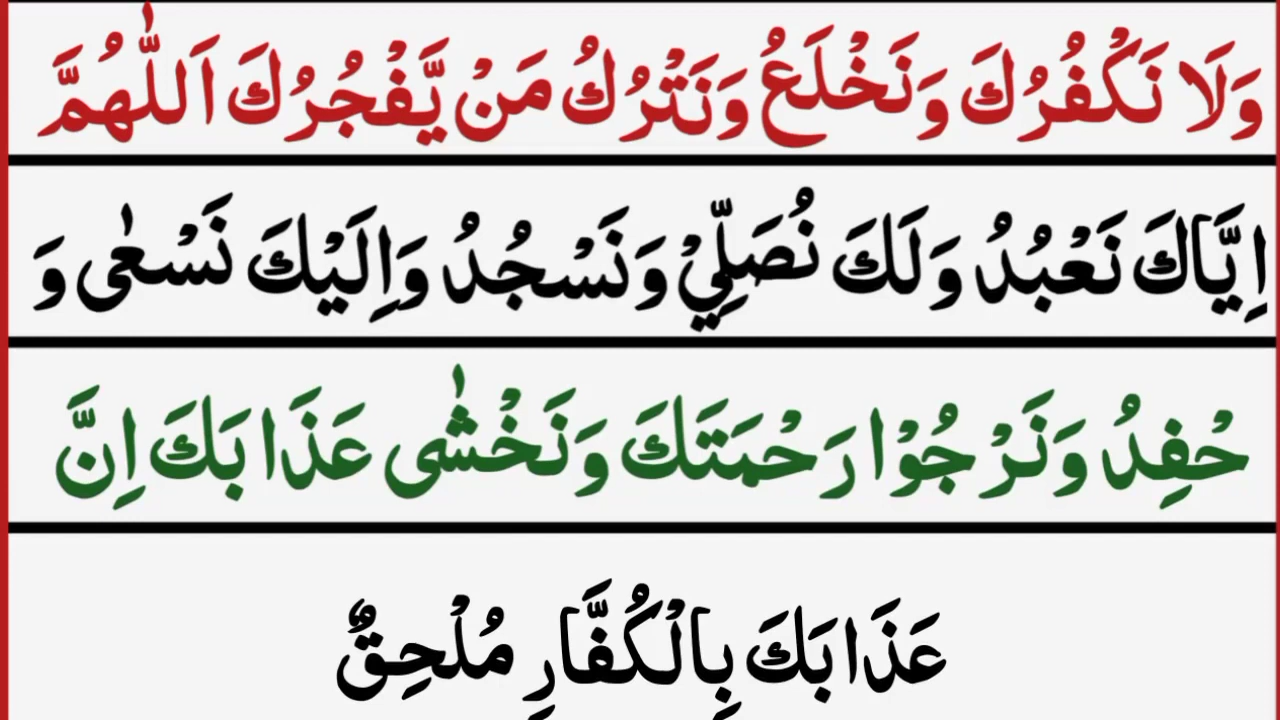 وَلَا نَكْفُرُكَ وَنَخْلَعُ وَنَتْرُكُ مَنْ يَّفْجُرُكَ اَللّٰهُمَّ
اِيَّاكَ نَعْبُدُ وَلَكَ نُصَلِّيْ وَنَسْجُدُ وَاِلَيْكَ نَسْعٰى وَ
حْفِدُ وَنَرْجُوْا رَحْمَتَكَ وَنَخْشٰى عَذَابَكَ اِنَّ
عَذَابَكَ بِالْكُفَّارِ مُلْحِقٌ